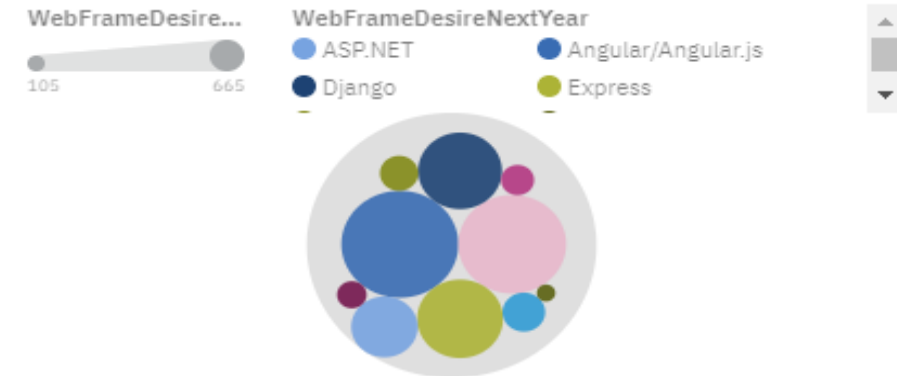 WebFrameDesire...
105 665
WebFrameDesireNextYear
ASP.NET Angular/Angular.js
Django Express